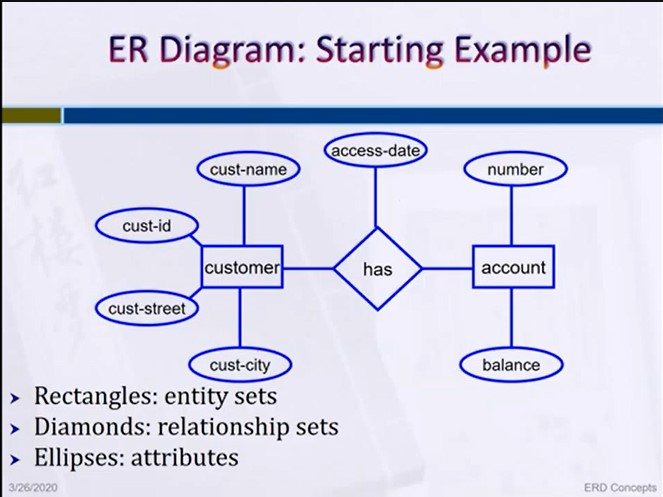 ER Diagram: Starting Example
access-date
cust-name
number
cust-id
customer
has
account
cust-street
cust-city
balance
➤ Rectangles: entity sets
➤ Diamonds: relationship sets
➤ Ellipses: attributes
3/26/2020
ERD Concepts